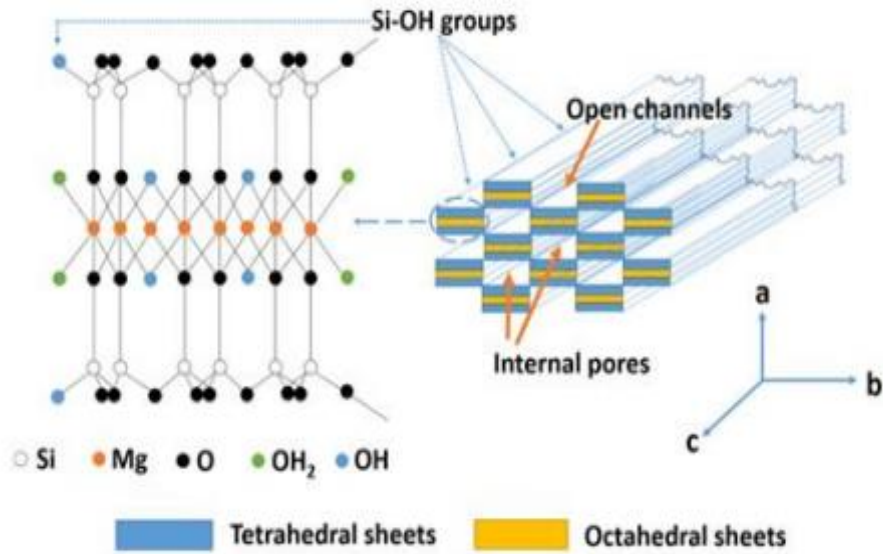 Si-OH groups
Open channels
Internal pores
a
b
c
Si Mg O OH₂ OH
Tetrahedral sheets Octahedral sheets